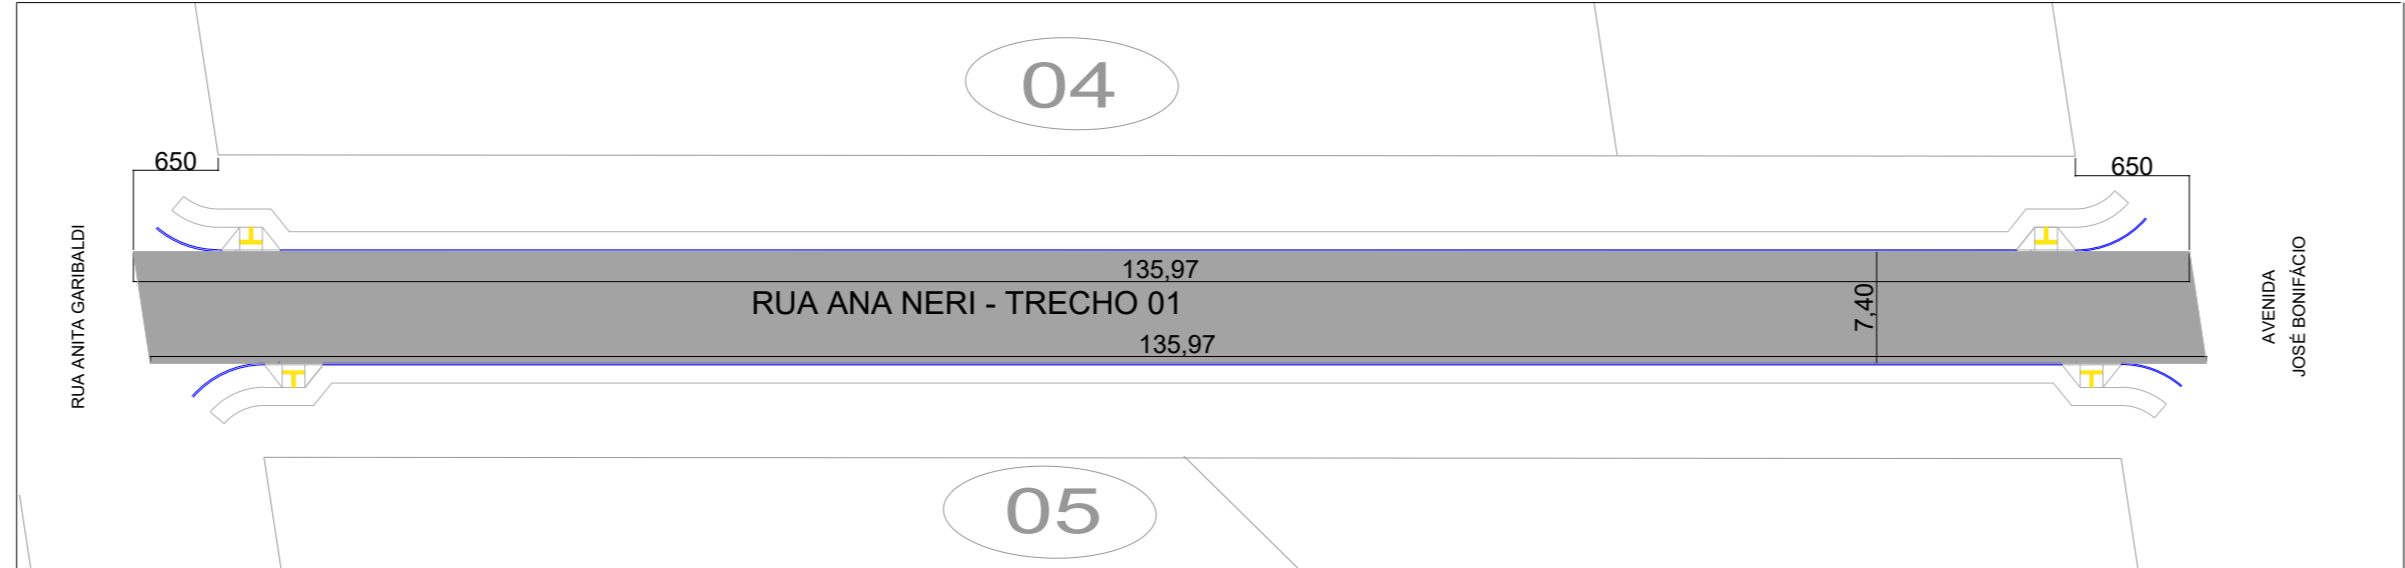 04
650
650
RUA ANITA GARIBALDI
135,97
RUA ANA NERI - TRECHO 01
7,40
135,97
AVENIDA
JOSÉ BONIFÁCIO
05